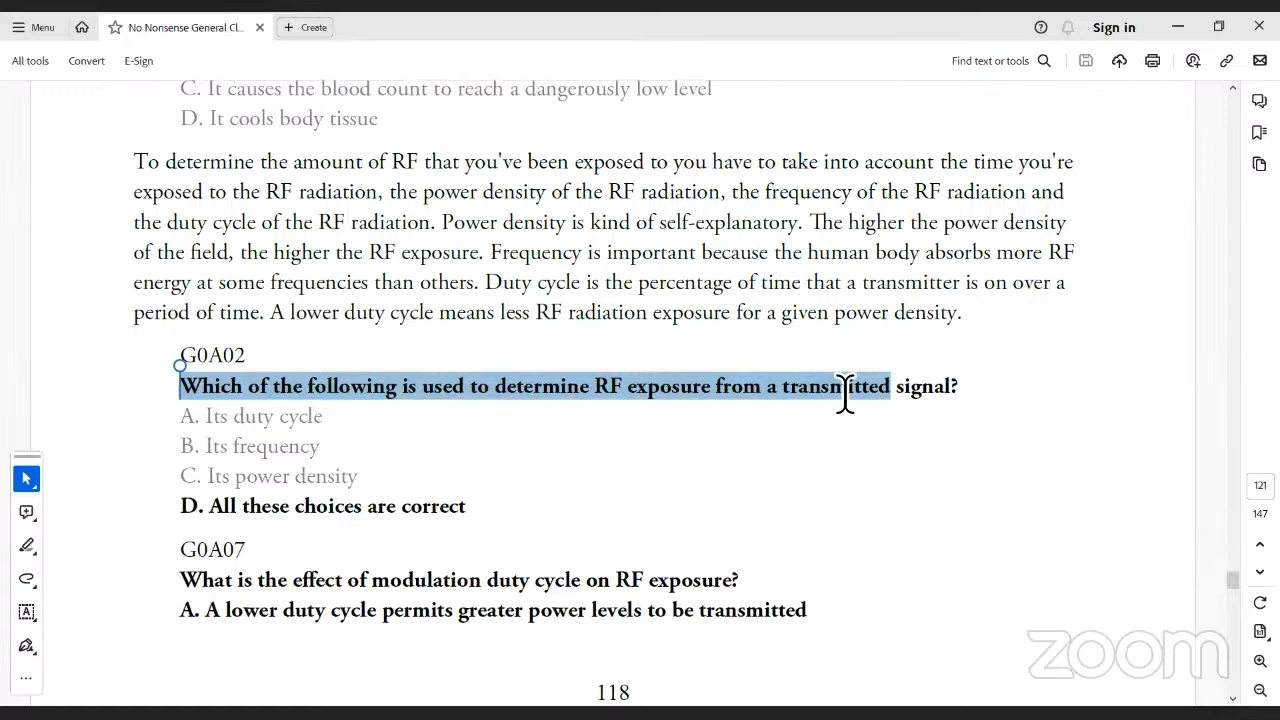 Menu
No Nonsense General Cl...
Create
Sign in
All tools
Convert
E-Sign
Find text or tools
C. It causes the blood count to reach a dangerously low level
D. It cools body tissue
To determine the amount of RF that you've been exposed to you have to take into account the time you're
exposed to the RF radiation, the power density of the RF radiation, the frequency of the RF radiation and
the duty cycle of the RF radiation. Power density is kind of self-explanatory. The higher the power density
of the field, the higher the RF exposure. Frequency is important because the human body absorbs more RF
energy at some frequencies than others. Duty cycle is the percentage of time that a transmitter is on over a
period of time. A lower duty cycle means less RF radiation exposure for a given power density.
G0A02
Which of the following is used to determine RF exposure from a transmitted signal?
A. Its duty cycle
B. Its frequency
C. Its power density
D. All these choices are correct
121
147
G0A07
What is the effect of modulation duty cycle on RF exposure?
A. A lower duty cycle permits greater power levels to be transmitted
zoom
118